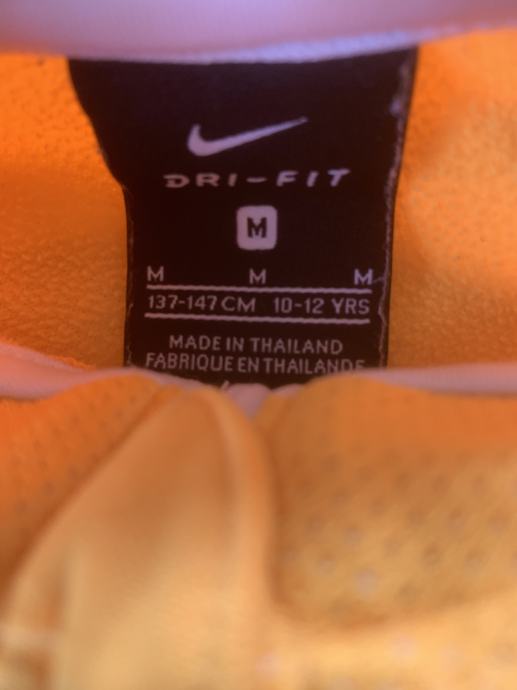 DRI-FIT
M
M M M
137-147 CM 10-12 YRS
MADE IN THAILAND
FABRIQUE EN THAILANDE